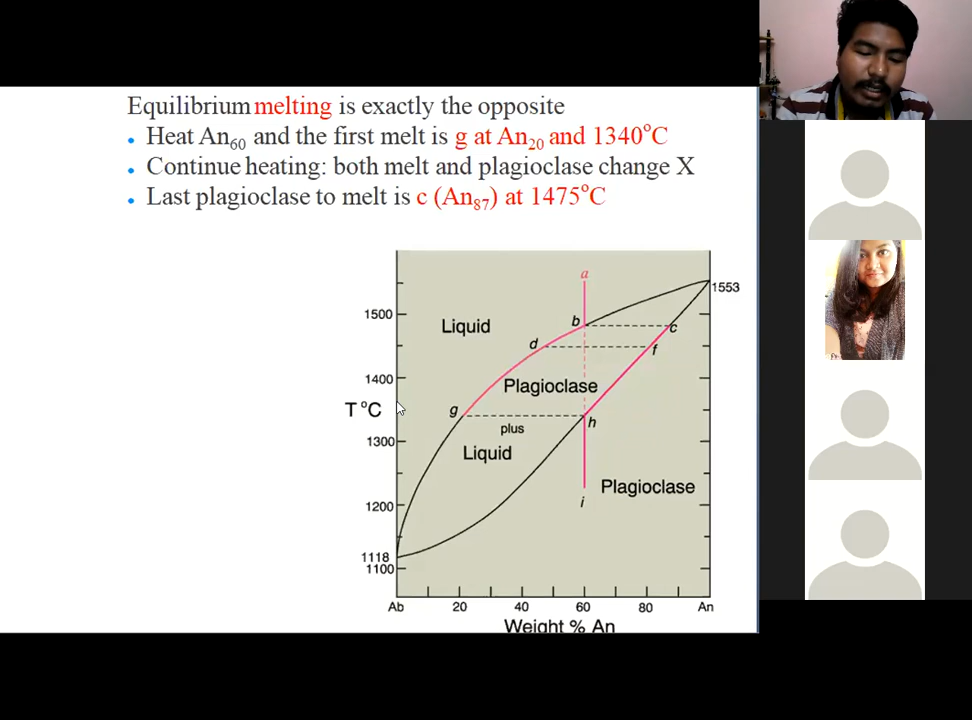 Equilibrium melting is exactly the opposite
• Heat An60 and the first melt is g at An20 and 1340°C
• Continue heating: both melt and plagioclase change X
• Last plagioclase to melt is c (An87) at 1475°C
a
1553
1500
b
c
Liquid
d
f
1400
Plagioclase
T °C
g
h
plus
1300
Liquid
Plagioclase
i
1200
1118
1100
Ab 20 40 60 80 An
Weight % An